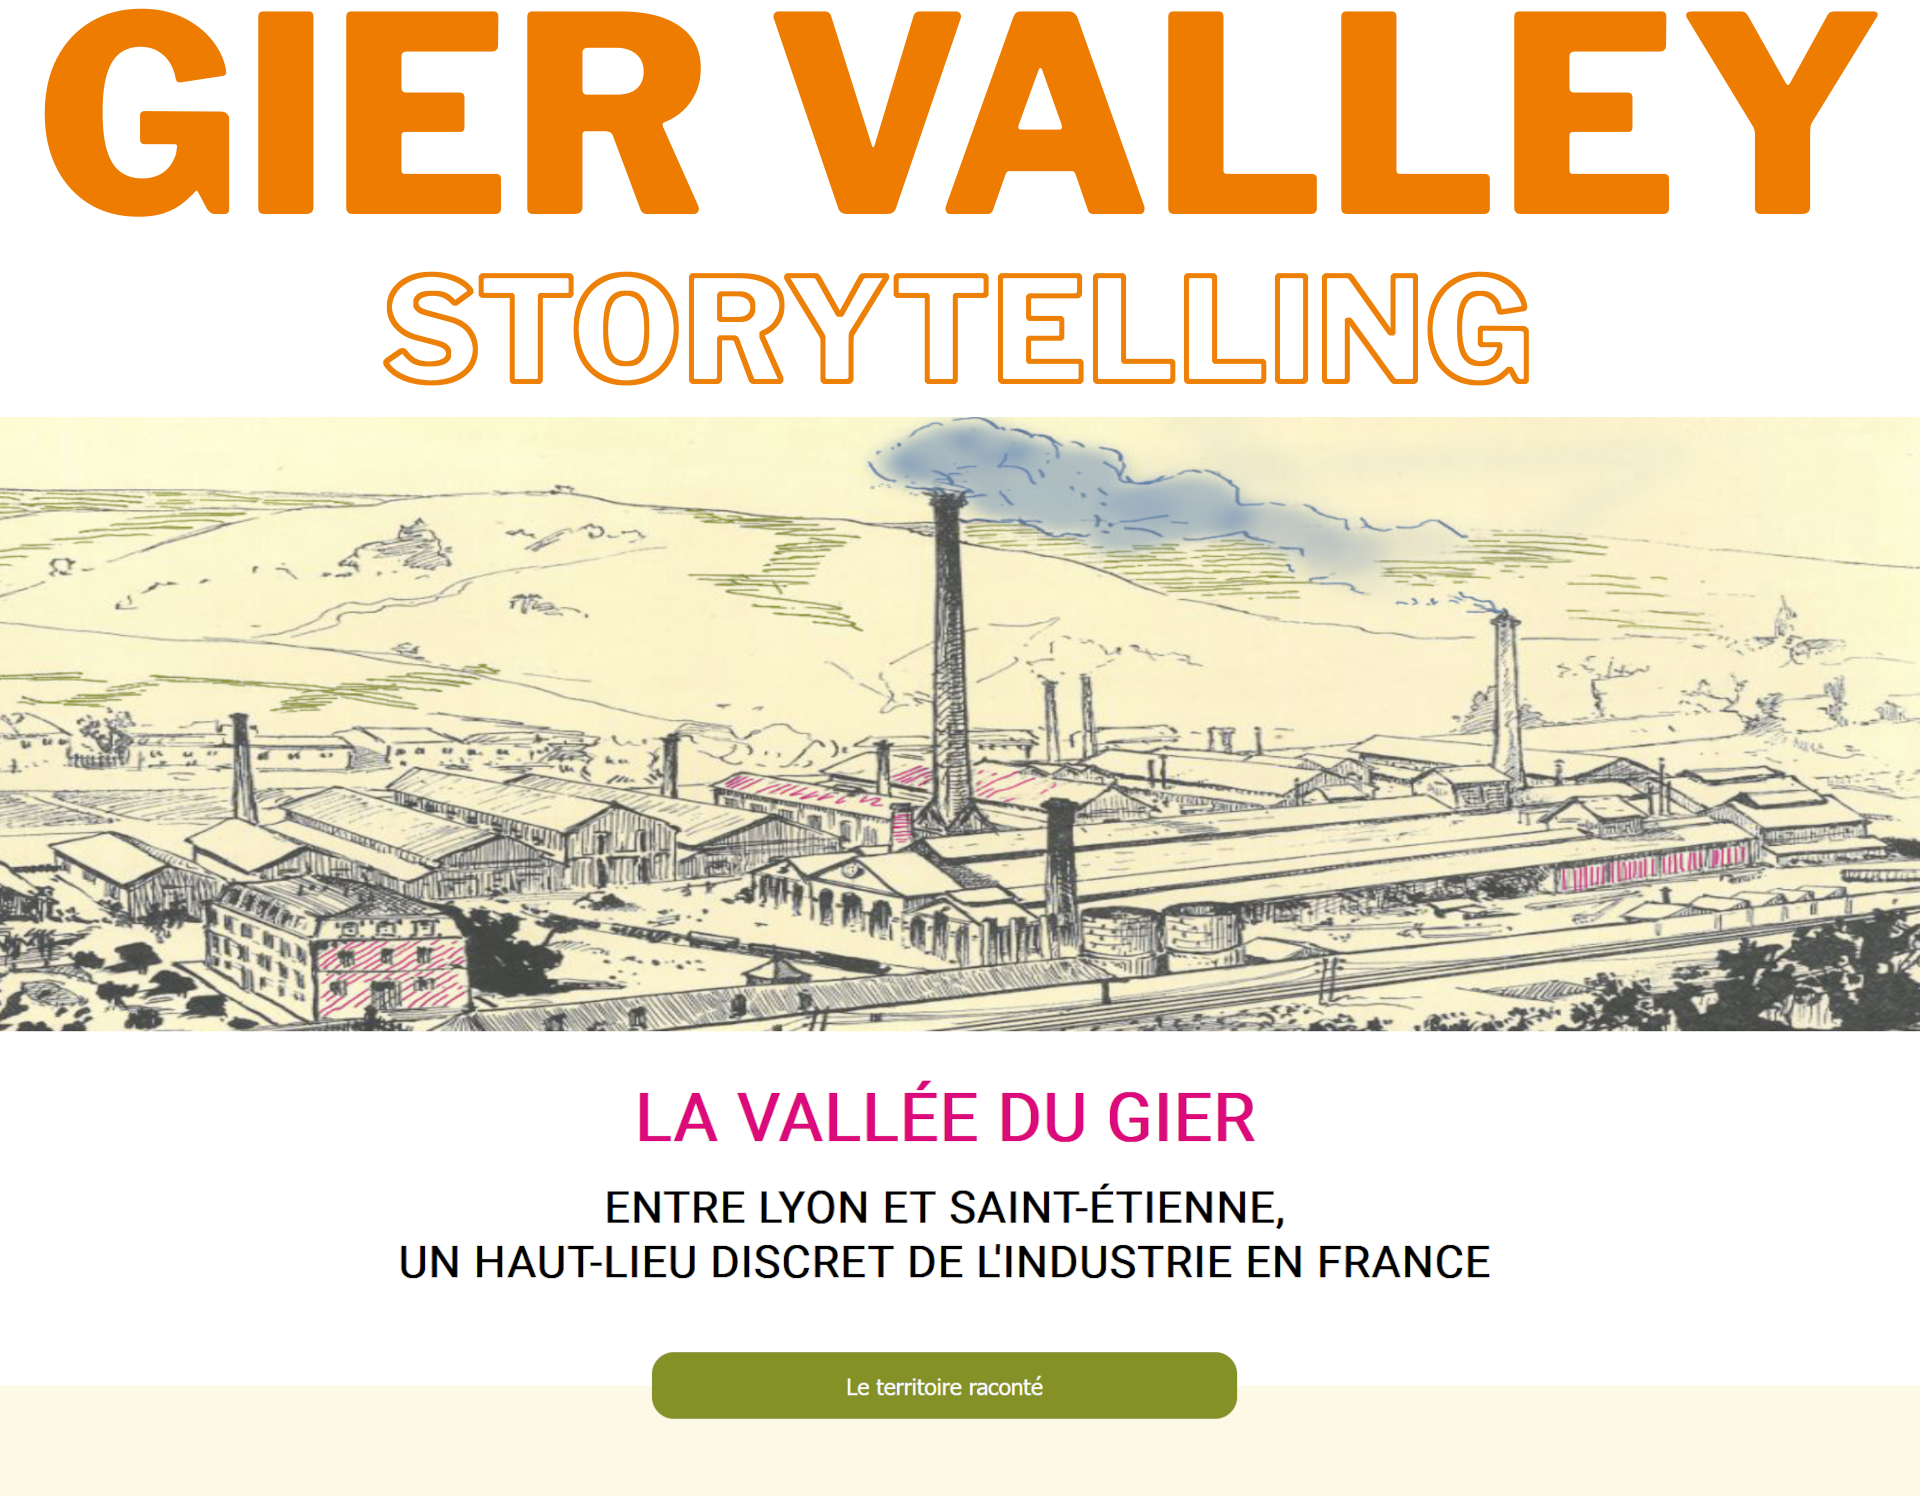 GIER VALLEY
STORYTELLING
LA VALLÉE DU GIER
ENTRE LYON ET SAINT-ÉTIENNE,
UN HAUT-LIEU DISCRET DE L'INDUSTRIE EN FRANCE
Le territoire raconté